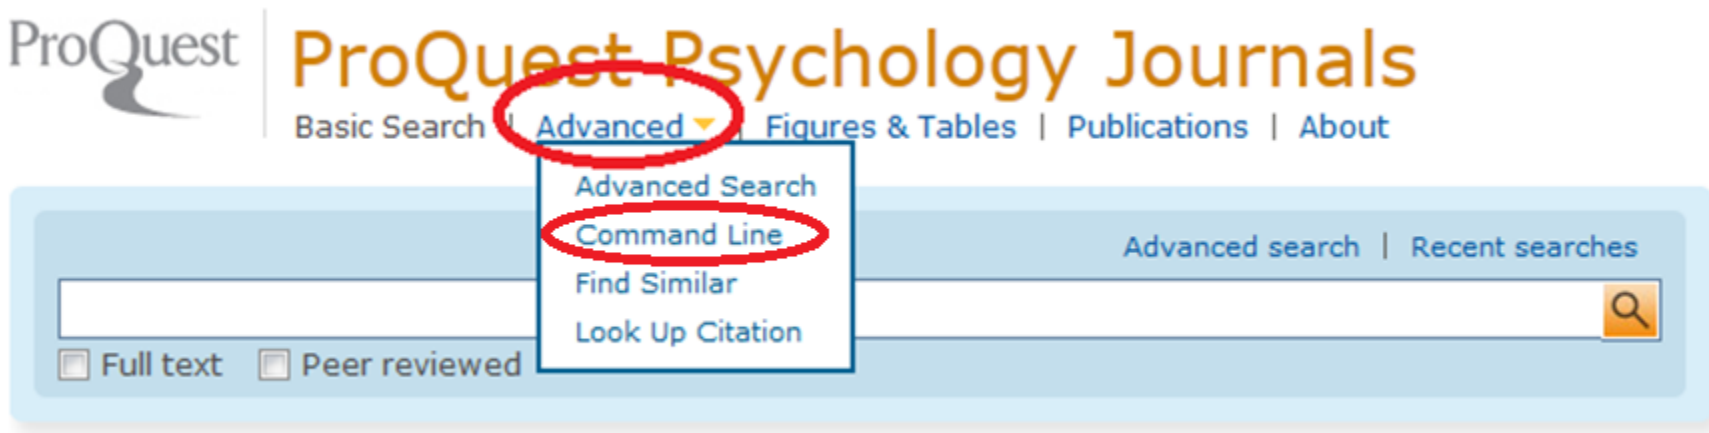 ProQuest
ProQuest Psychology Journals
Basic Search | Advanced | Figures & Tables | Publications | About
Advanced Search
Command Line
Find Similar
Look Up Citation
Advanced search | Recent searches
Full text Peer reviewed